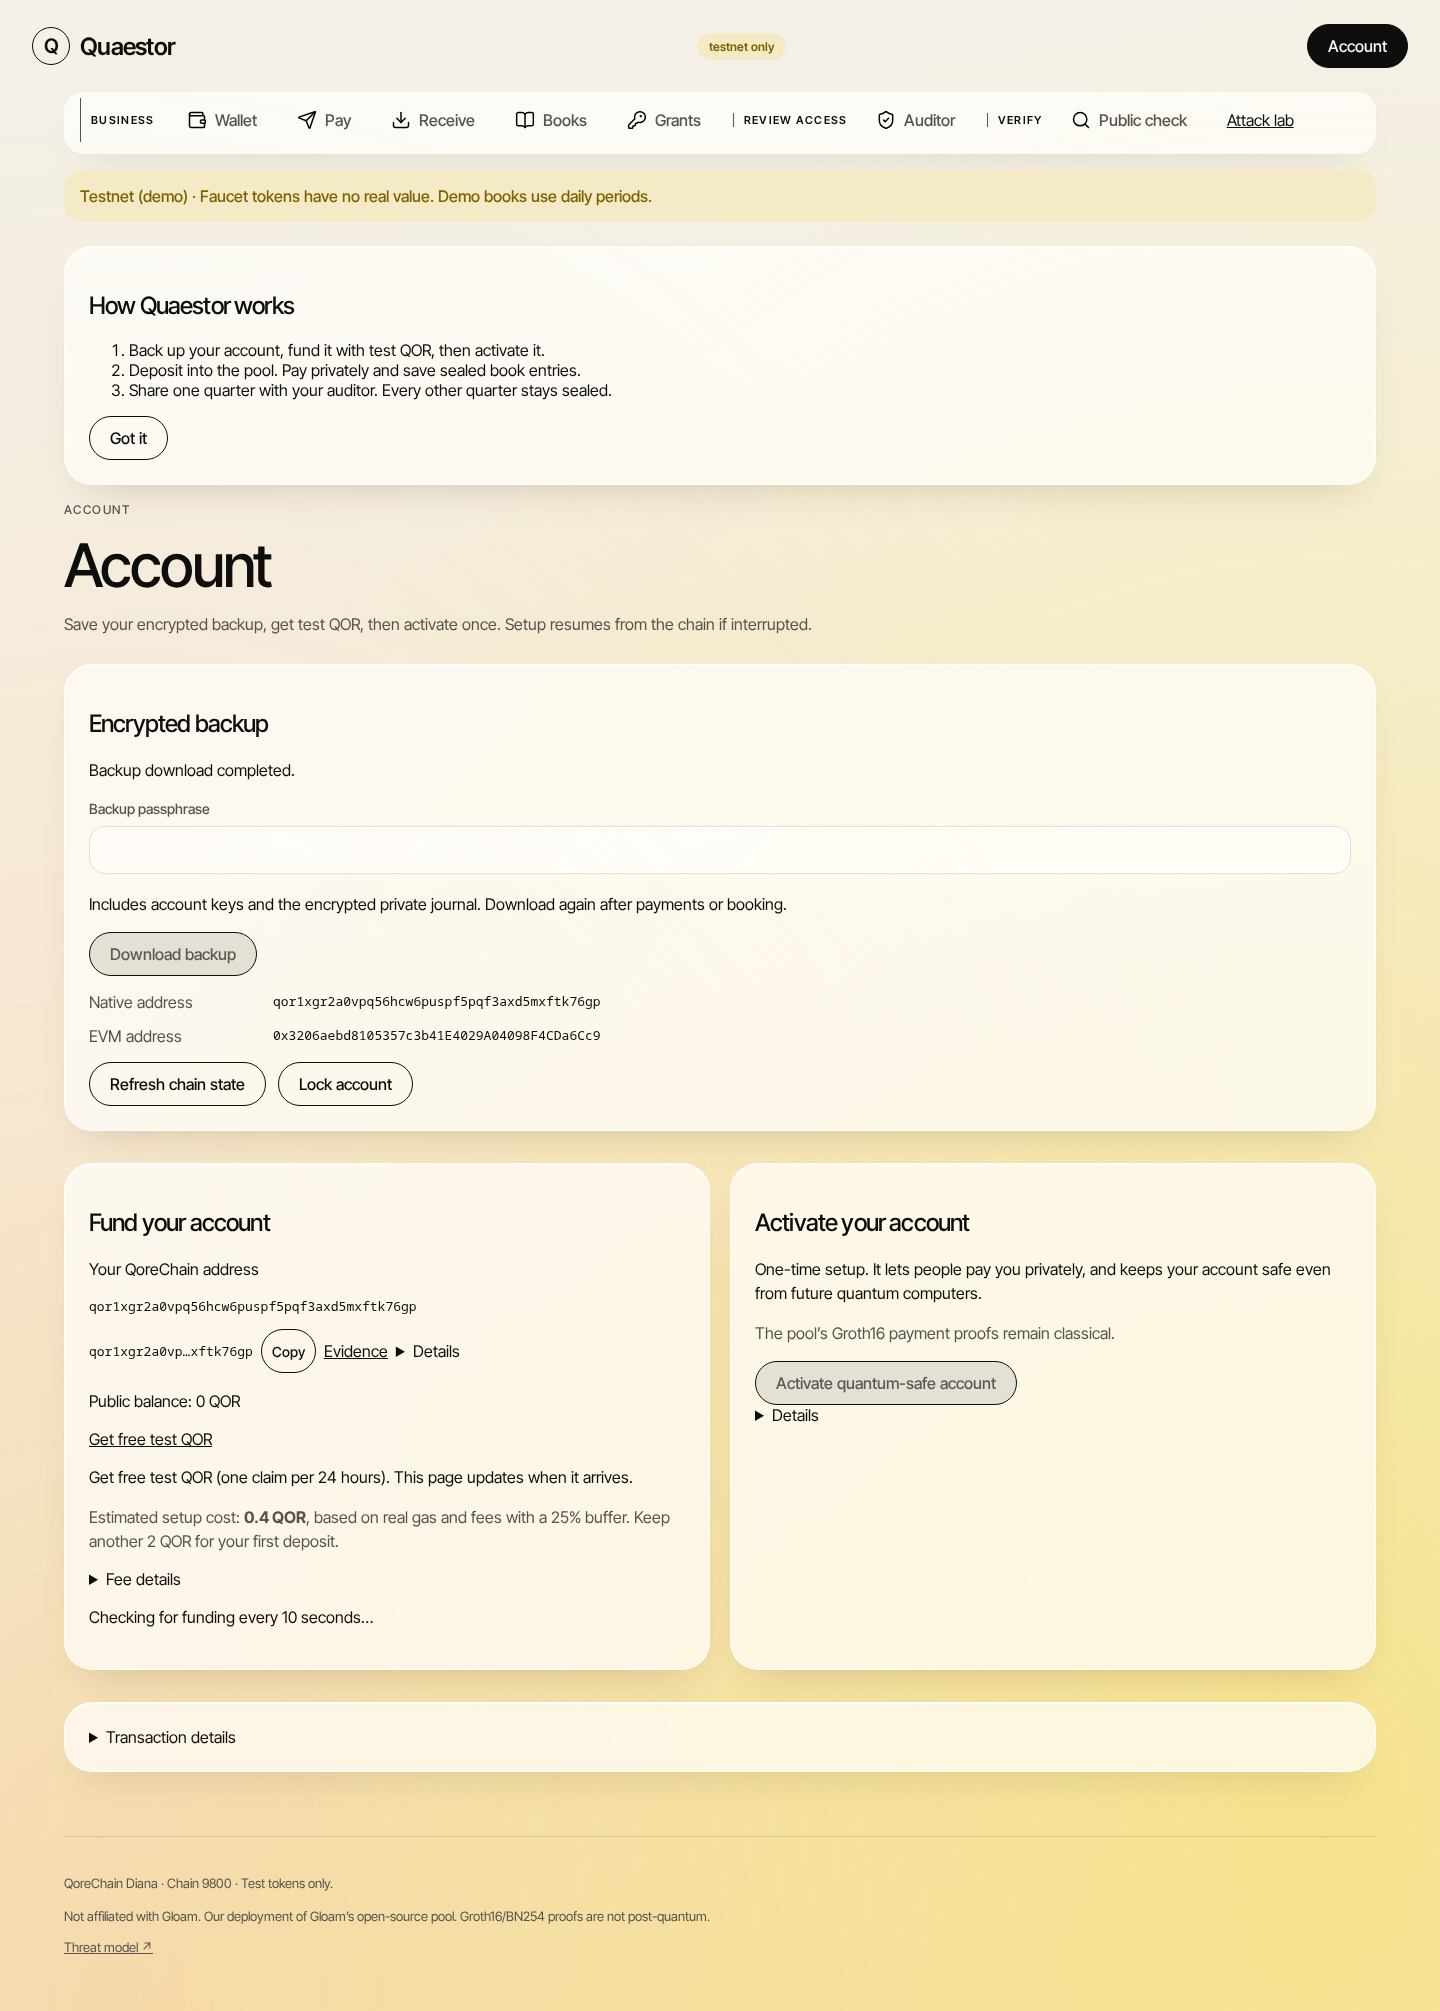 Q Quaestor
testnet only
Account
BUSINESS Wallet Pay Receive Books Grants REVIEW ACCESS Auditor VERIFY Public check Attack lab
Testnet (demo) · Faucet tokens have no real value. Demo books use daily periods.
How Quaestor works
1. Back up your account, fund it with test QOR, then activate it.
2. Deposit into the pool. Pay privately and save sealed book entries.
3. Share one quarter with your auditor. Every other quarter stays sealed.
Got it
ACCOUNT
Account
Save your encrypted backup, get test QOR, then activate once. Setup resumes from the chain if interrupted.
Encrypted backup
Backup download completed.
Backup passphrase
Includes account keys and the encrypted private journal. Download again after payments or booking.
Download backup
Native address qor1xgr2a0vpq56hcw6puspf5pqf3axd5mxftk76gp
EVM address 0x3206aebd8105357c3b41E4029A04098F4CDa6Cc9
Refresh chain state Lock account
Fund your account
Your QoreChain address
qor1xgr2a0vpq56hcw6puspf5pqf3axd5mxftk76gp
qor1xgr2a0vp…xftk76gp Copy Evidence ▶ Details
Public balance: 0 QOR
Get free test QOR
Get free test QOR (one claim per 24 hours). This page updates when it arrives.
Estimated setup cost: 0.4 QOR, based on real gas and fees with a 25% buffer. Keep
another 2 QOR for your first deposit.
▶ Fee details
Checking for funding every 10 seconds…
Activate your account
One-time setup. It lets people pay you privately, and keeps your account safe even
from future quantum computers.
The pool’s Groth16 payment proofs remain classical.
Activate quantum-safe account
▶ Details
▶ Transaction details
QoreChain Diana · Chain 9800 · Test tokens only.
Not affiliated with Gloam. Our deployment of Gloam’s open-source pool. Groth16/BN254 proofs are not post-quantum.
Threat model ↗